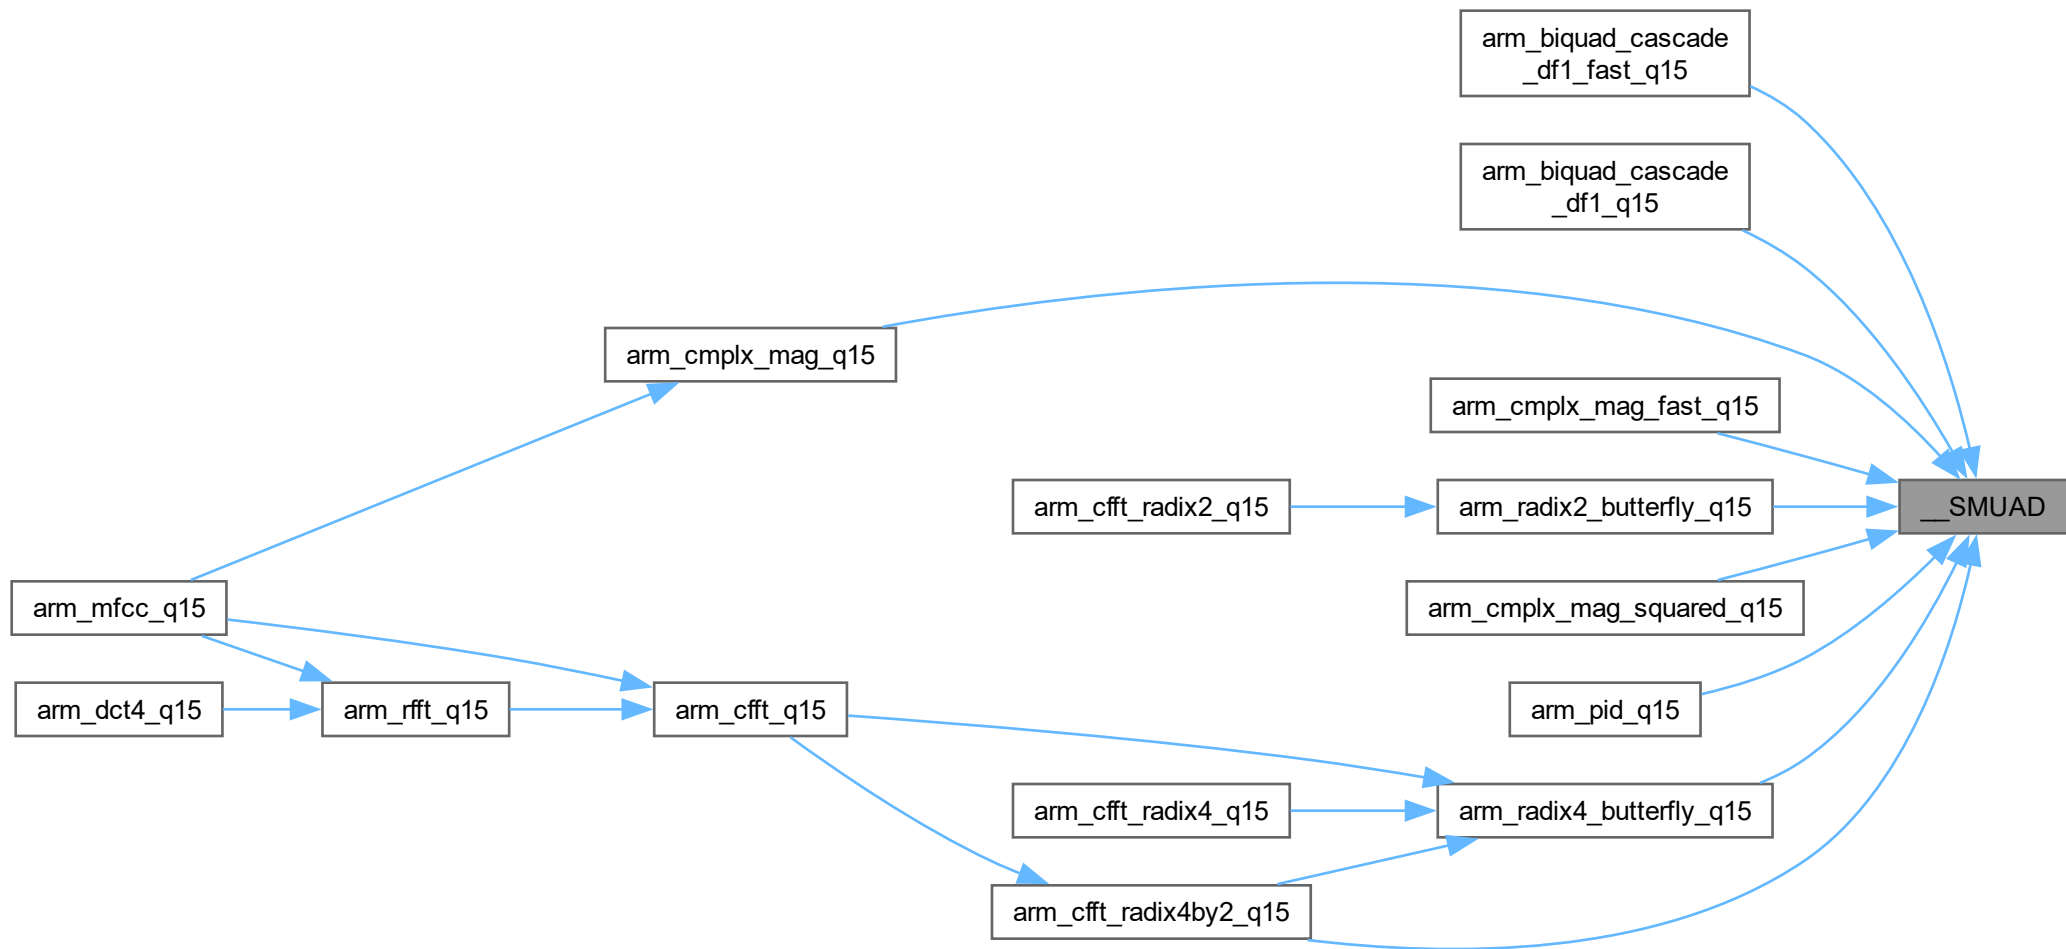 arm_biquad_cascade
_df1_fast_q15
arm_biquad_cascade
_df1_q15
arm_cmplx_mag_q15
arm_cmplx_mag_fast_q15
arm_cfft_radix2_q15
arm_radix2_butterfly_q15
__SMUAD
arm_mfcc_q15
arm_cmplx_mag_squared_q15
arm_dct4_q15
arm_rfft_q15
arm_cfft_q15
arm_pid_q15
arm_cfft_radix4_q15
arm_radix4_butterfly_q15
arm_cfft_radix4by2_q15